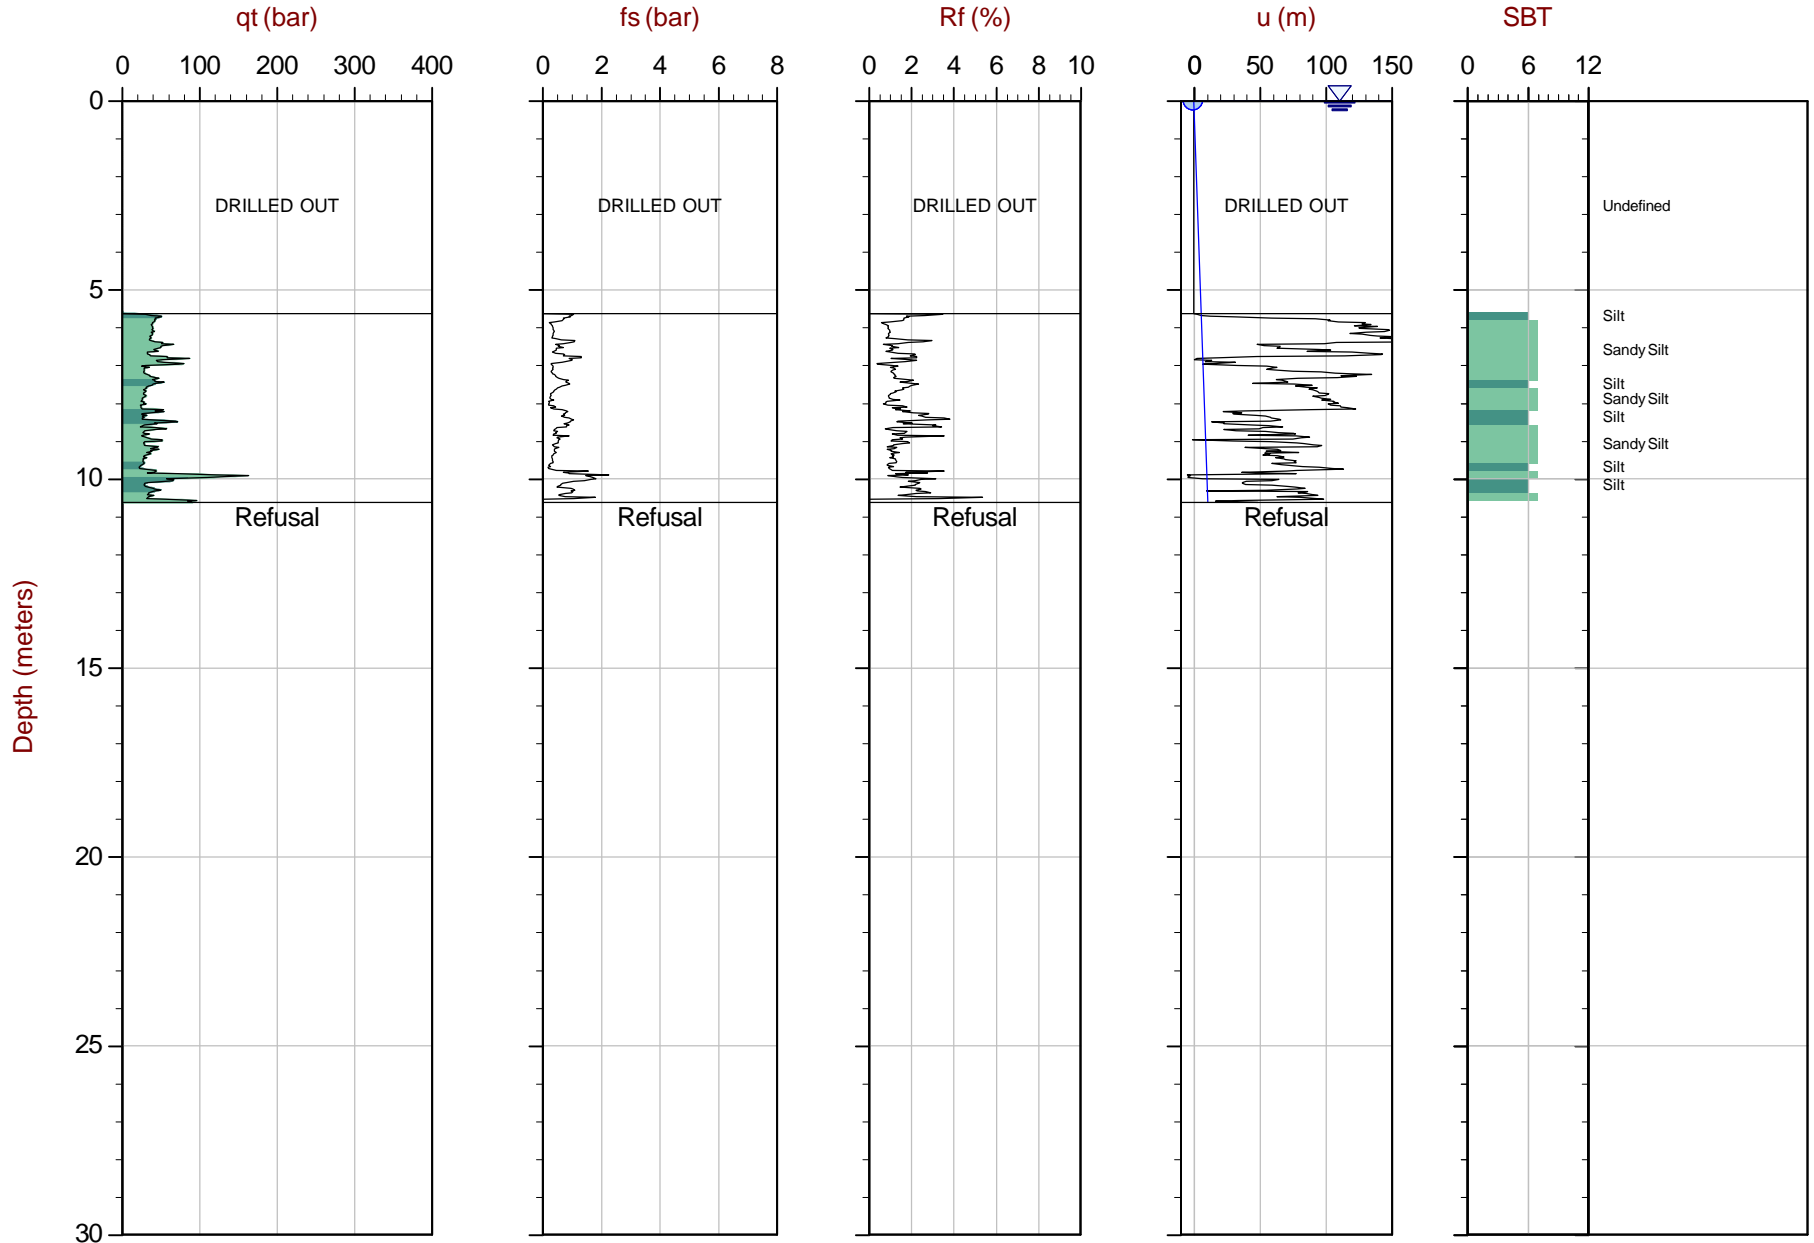 qt (bar) fs (bar) Rf (%) u (m) SBT
0 100 200 300 400 0 2 4 6 8 0 2 4 6 8 10 0 50 100 150 0 6 12
0
DRILLED OUT DRILLED OUT DRILLED OUT DRILLED OUT Undefined
5
Silt
Sandy Silt
Silt
Sandy Silt
Silt
Sandy Silt
Silt
10
Silt
Refusal Refusal Refusal Refusal
15
Depth (meters)
20
25
30